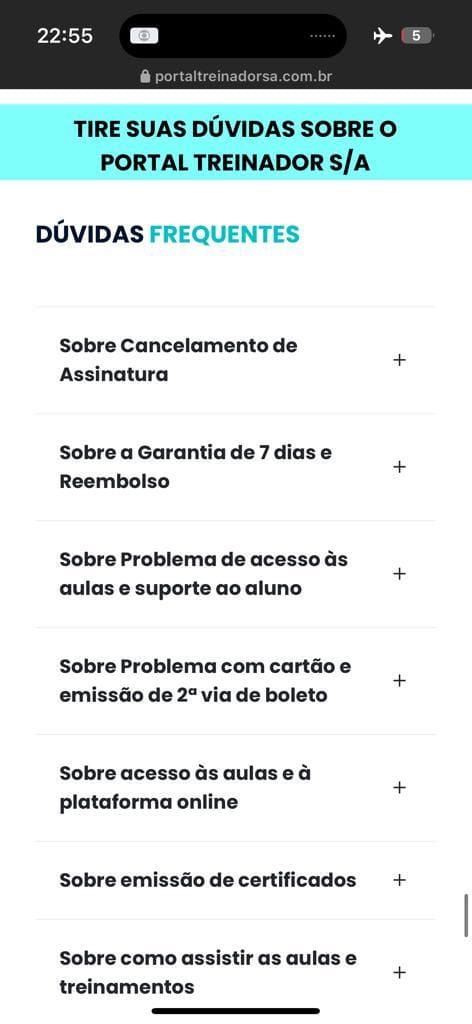 22:55
5
portaltreinadorsa.com.br
TIRE SUAS DÚVIDAS SOBRE O
PORTAL TREINADOR S/A
DÚVIDAS FREQUENTES
Sobre Cancelamento de
Assinatura
Sobre a Garantia de 7 dias e
Reembolso
Sobre Problema de acesso às
aulas e suporte ao aluno
Sobre Problema com cartão e
emissão de 2ª via de boleto
Sobre acesso às aulas e à
plataforma online
Sobre emissão de certificados
Sobre como assistir as aulas e
treinamentos